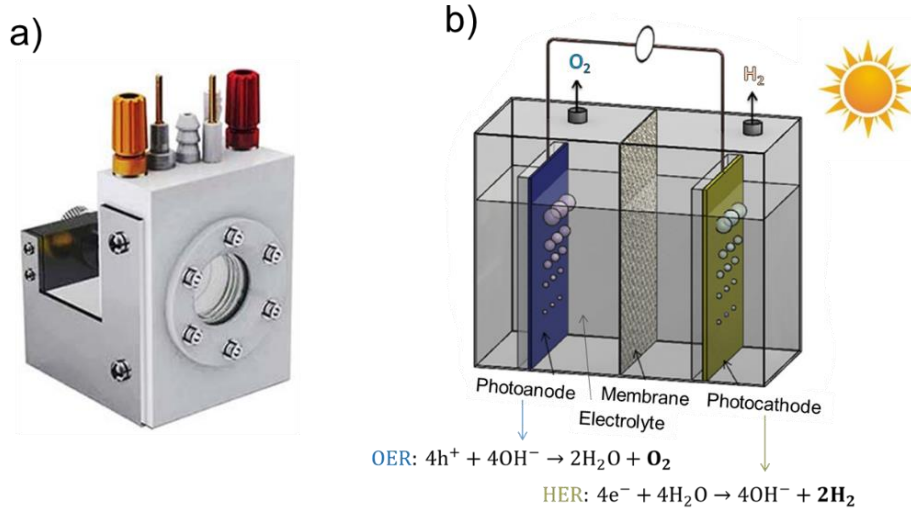 a)
b)
O₂
H₂
Photoanode
Membrane
Electrolyte
Photocathode
OER: 4h⁺ + 4OH⁻ → 2H₂O + O₂
HER: 4e⁻ + 4H₂O → 4OH⁻ + 2H₂